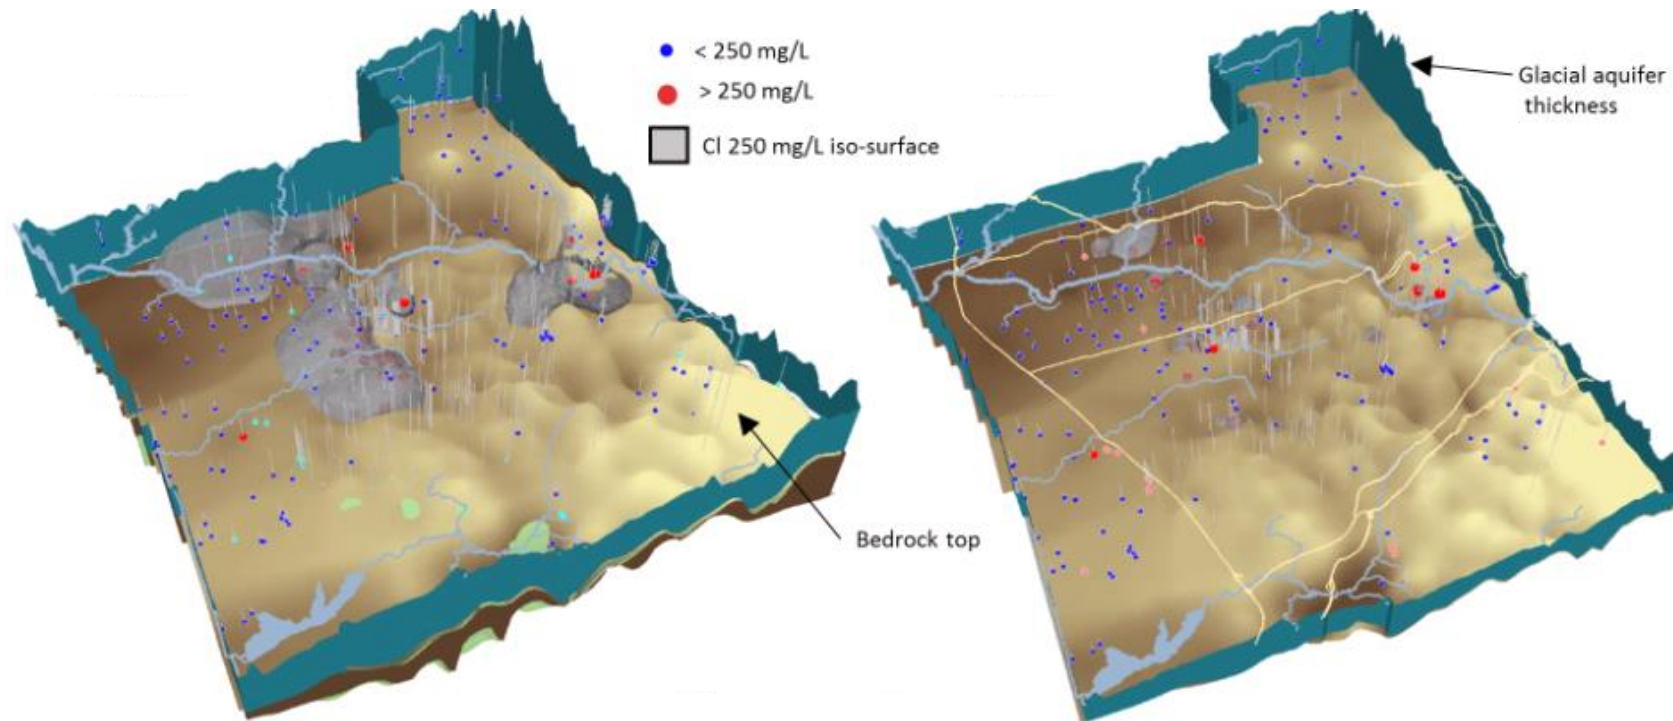 < 250 mg/L
> 250 mg/L
Cl 250 mg/L iso-surface
Glacial aquifer
thickness
Bedrock top